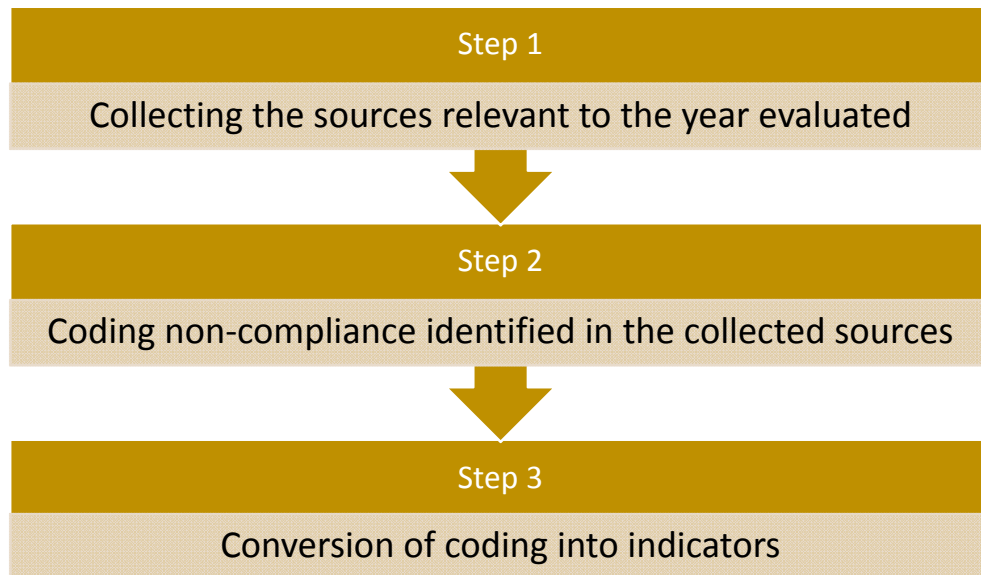 Step 1
Collecting the sources relevant to the year evaluated
Step 2
Coding non-compliance identified in the collected sources
Step 3
Conversion of coding into indicators